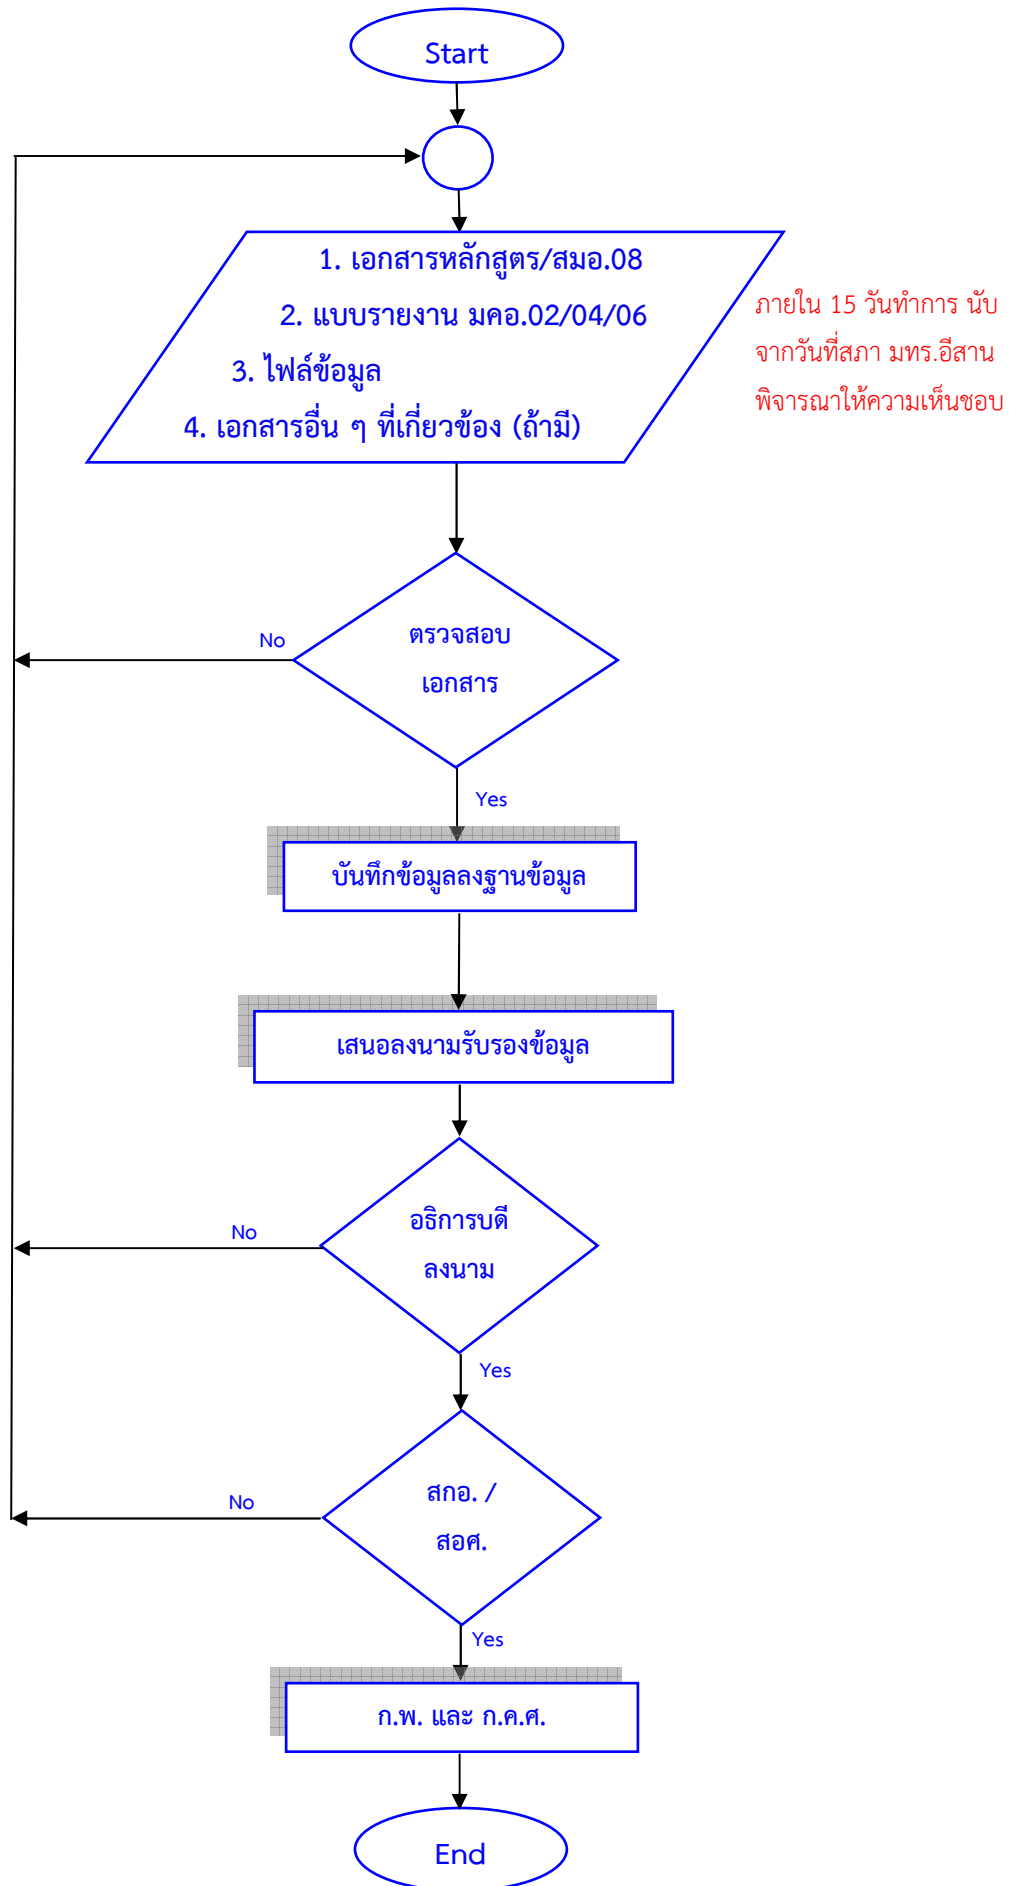 Start
1. เอกสารหลักสูตร/สมอ.08
2. แบบรายงาน มคอ.02/04/06
3. ไฟล์ข้อมูล
4. เอกสารอื่น ๆ ที่เกี่ยวข้อง (ถ้ามี)
ภายใน 15 วันทำการ นับ
จากวันที่สภา มทร.อีสาน
พิจารณาให้ความเห็นชอบ
ตรวจสอบ
เอกสาร
No
Yes
บันทึกข้อมูลลงฐานข้อมูล
เสนอลงนามรับรองข้อมูล
อธิการบดี
ลงนาม
No
Yes
สกอ. /
สอศ.
No
Yes
ก.พ. และ ก.ค.ศ.
End